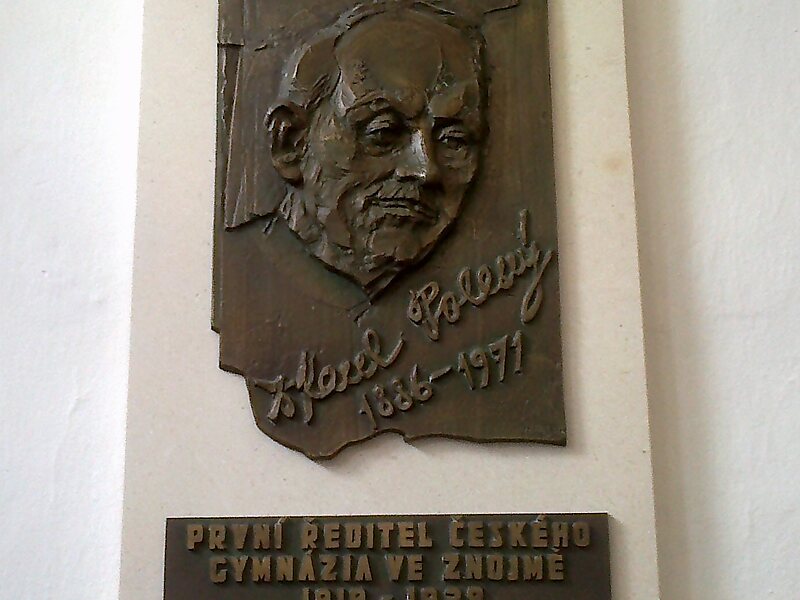 Karel Polesný
1886-1971
PRVNÍ ŘEDITEL ČESKÉHO
GYMNÁZIA VE ZNOJMĚ